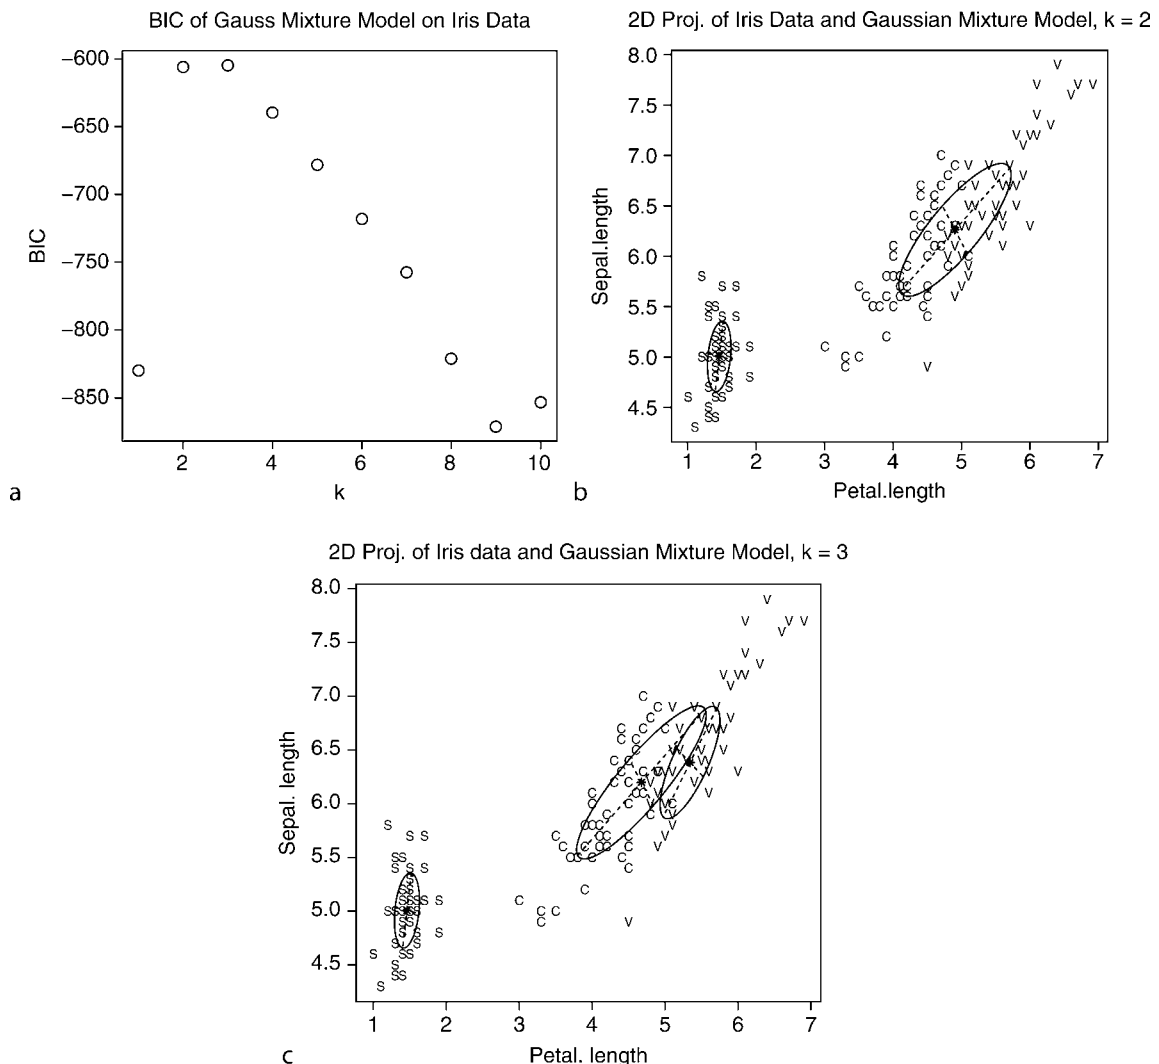 BIC of Gauss Mixture Model on Iris Data
−600
−650
−700
−750
−800
−850
BIC
2 4 6 8 10
k
a
2D Proj. of Iris Data and Gaussian Mixture Model, k = 2
8.0
7.5
7.0
6.5
6.0
5.5
5.0
4.5
Sepal.length
1 2 3 4 5 6 7
Petal.length
b
2D Proj. of Iris data and Gaussian Mixture Model, k = 3
8.0
7.5
7.0
6.5
6.0
5.5
5.0
4.5
Sepal. length
1 2 3 4 5 6 7
Petal. length
c